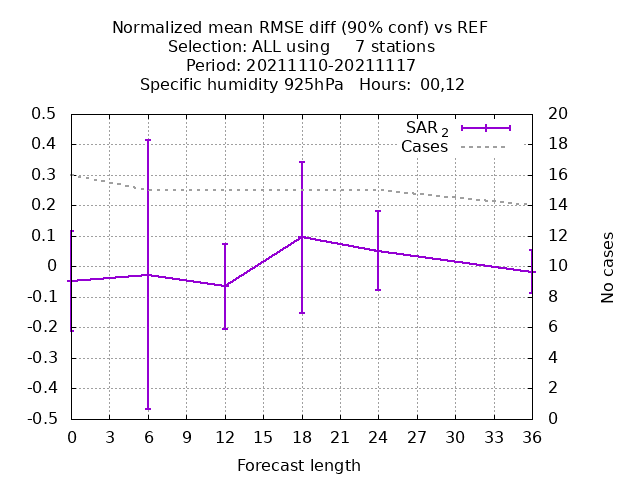 Normalized mean RMSE diff (90% conf) vs REF
Selection: ALL using     7 stations
Period: 20211110-20211117
Specific humidity 925hPa   Hours:  00,12
SAR 2
Cases
0.5
0.4
0.3
0.2
0.1
0
-0.1
-0.2
-0.3
-0.4
-0.5
20
18
16
14
12
10
8
6
4
2
0
No cases
0 3 6 9 12 15 18 21 24 27 30 33 36
Forecast length